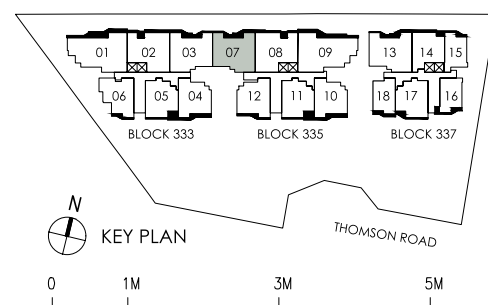 01 02 03 07 08 09 13 14 15
06 05 04 12 11 10 18 17 16
BLOCK 333 BLOCK 335 BLOCK 337
N
KEY PLAN
THOMSON ROAD
0 1M 3M 5M